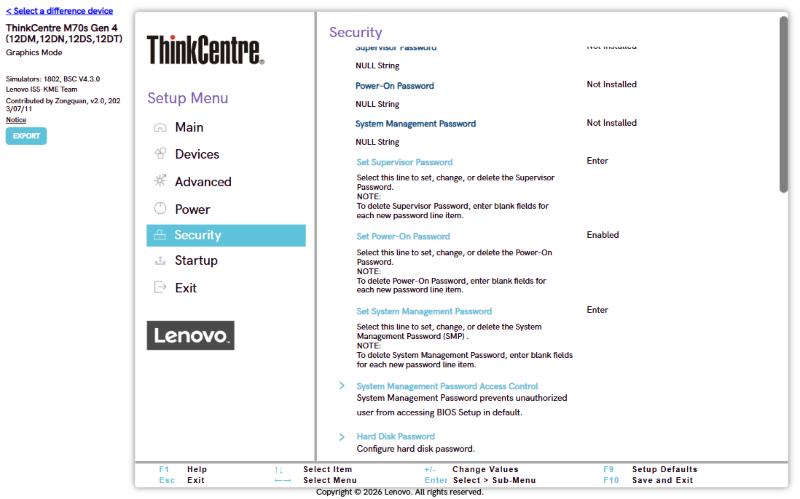 < Select a difference device
ThinkCentre M70s Gen 4
(12DM,12DN,12DS,12DT)
Graphics Mode
Simulators: 1802, BSC V4.3.0
Lenovo ISS-KME Team
Contributed by Zongquan, v2.0, 202
3/07/11
Notice
EXPORT
ThinkCentre.
Setup Menu
Main
Devices
Advanced
Power
Security
Startup
Exit
Lenovo.
Security
Supervisor Password Not Installed
NULL String
Power-On Password Not Installed
NULL String
System Management Password Not Installed
NULL String
Set Supervisor Password Enter
Select this line to set, change, or delete the Supervisor
Password.
NOTE:
To delete Supervisor Password, enter blank fields for
each new password line item.
Set Power-On Password Enabled
Select this line to set, change, or delete the Power-On
Password.
NOTE:
To delete Power-On Password, enter blank fields for
each new password line item.
Set System Management Password Enter
Select this line to set, change, or delete the System
Management Password (SMP) .
NOTE:
To delete System Management Password, enter blank fields
for each new password line item.
> System Management Password Access Control
System Management Password prevents unauthorized
user from accessing BIOS Setup in default.
> Hard Disk Password
Configure hard disk password.
F1 Help ↑↓ Select Item +/- Change Values F9 Setup Defaults
Esc Exit ←→ Select Menu Enter Select > Sub-Menu F10 Save and Exit
Copyright © 2026 Lenovo. All rights reserved.